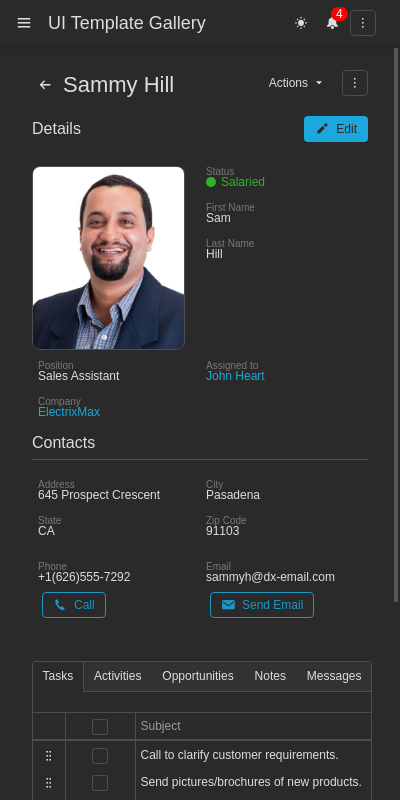 UI Template Gallery
4
Sammy Hill
Actions
Details
Edit
Status
Salaried
First Name
Sam
Last Name
Hill
Position
Sales Assistant
Assigned to
John Heart
Company
ElectrixMax
Contacts
Address
645 Prospect Crescent
City
Pasadena
State
CA
Zip Code
91103
Phone
+1(626)555-7292
Email
sammyh@dx-email.com
Call
Send Email
Tasks Activities Opportunities Notes Messages
Subject
Call to clarify customer requirements.
Send pictures/brochures of new products.